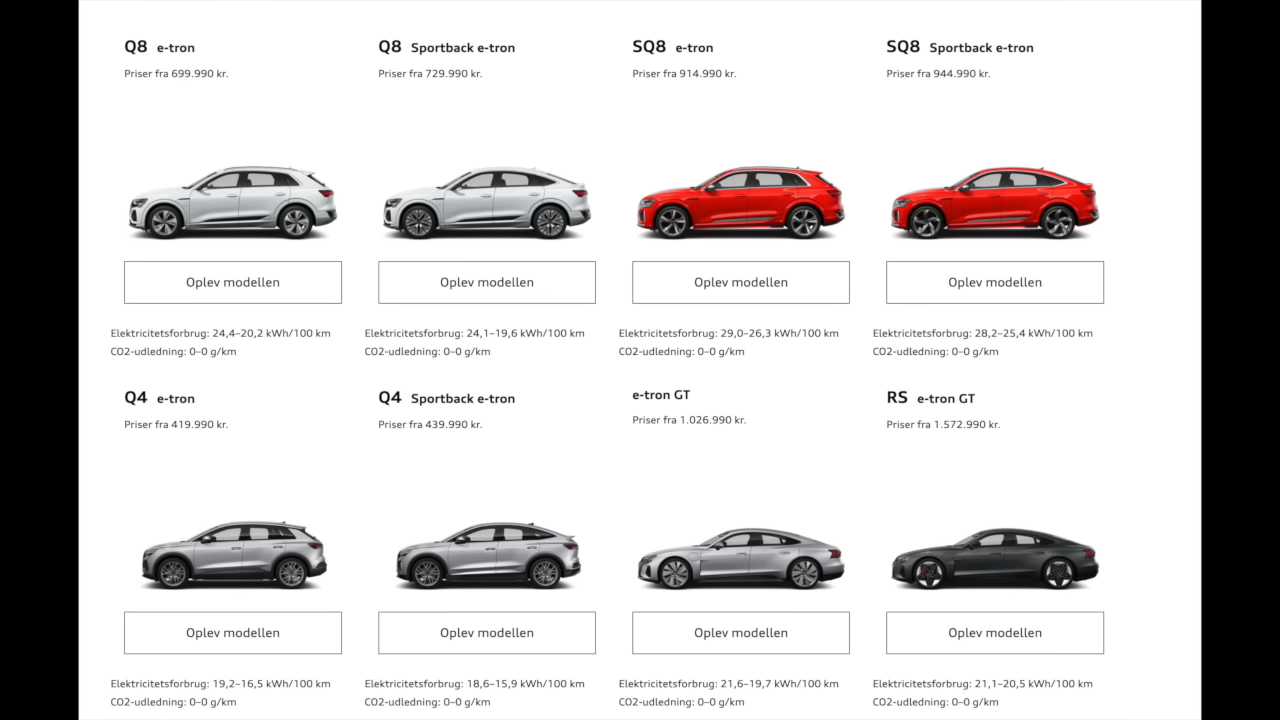 Q8 e-tron
Priser fra 699.990 kr.
Q8 Sportback e-tron
Priser fra 729.990 kr.
SQ8 e-tron
Priser fra 914.990 kr.
SQ8 Sportback e-tron
Priser fra 944.990 kr.
Oplev modellen
Oplev modellen
Oplev modellen
Oplev modellen
Elektricitetsforbrug: 24,4–20,2 kWh/100 km
CO2-udledning: 0–0 g/km
Elektricitetsforbrug: 24,1–19,6 kWh/100 km
CO2-udledning: 0–0 g/km
Elektricitetsforbrug: 29,0–26,3 kWh/100 km
CO2-udledning: 0–0 g/km
Elektricitetsforbrug: 28,2–25,4 kWh/100 km
CO2-udledning: 0–0 g/km
Q4 e-tron
Priser fra 419.990 kr.
Q4 Sportback e-tron
Priser fra 439.990 kr.
e-tron GT
Priser fra 1.026.990 kr.
RS e-tron GT
Priser fra 1.572.990 kr.
Oplev modellen
Oplev modellen
Oplev modellen
Oplev modellen
Elektricitetsforbrug: 19,2–16,5 kWh/100 km
CO2-udledning: 0–0 g/km
Elektricitetsforbrug: 18,6–15,9 kWh/100 km
CO2-udledning: 0–0 g/km
Elektricitetsforbrug: 21,6–19,7 kWh/100 km
CO2-udledning: 0–0 g/km
Elektricitetsforbrug: 21,1–20,5 kWh/100 km
CO2-udledning: 0–0 g/km